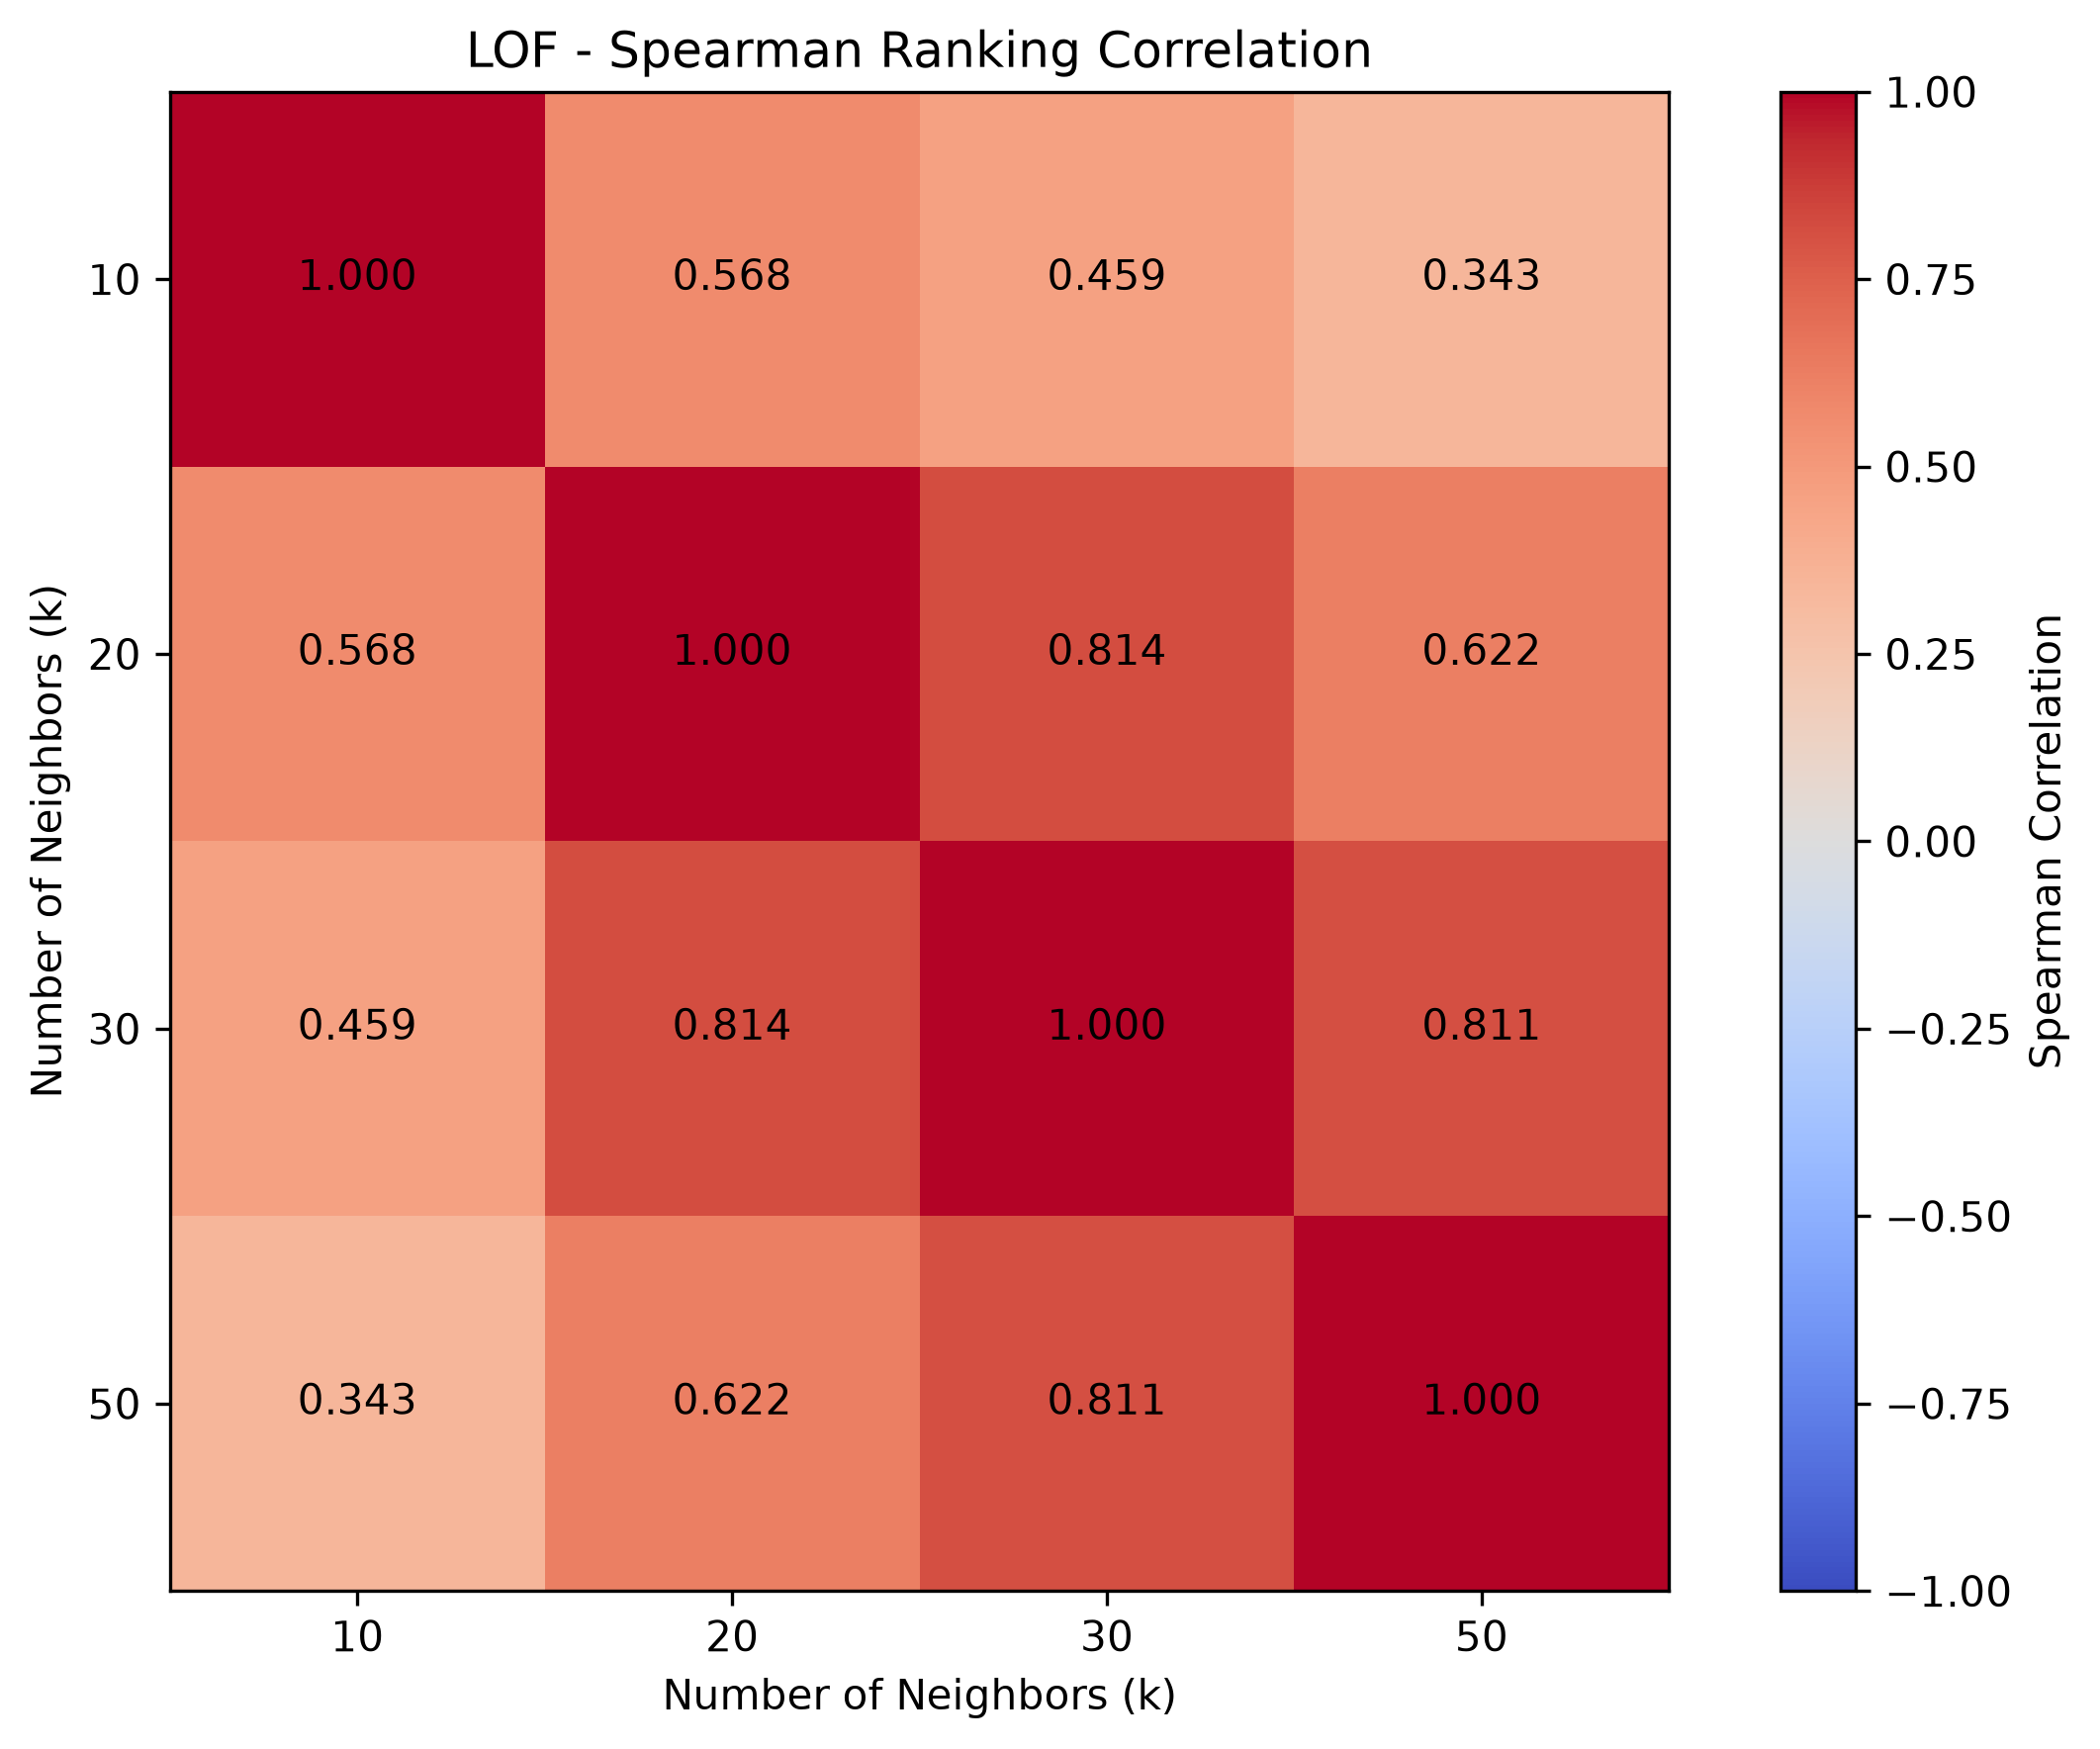 LOF - Spearman Ranking Correlation
Number of Neighbors (k)
10
1.000 0.568 0.459 0.343
20
0.568 1.000 0.814 0.622
30
0.459 0.814 1.000 0.811
50
0.343 0.622 0.811 1.000
10 20 30 50
Number of Neighbors (k)
1.00
0.75
0.50
0.25
0.00
−0.25
−0.50
−0.75
−1.00
Spearman Correlation